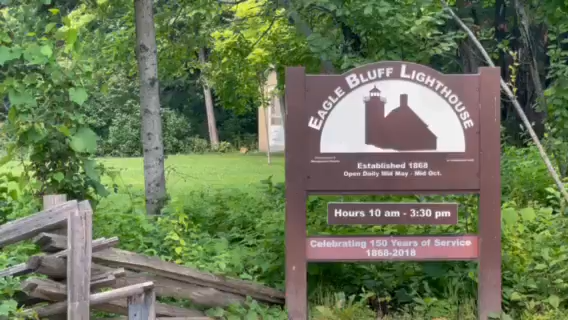 EAGLE BLUFF LIGHTHOUSE
Established 1868
Open Daily Mid May - Mid Oct.
Hours 10 am - 3:30 pm
Celebrating 150 Years of Service
1868-2018